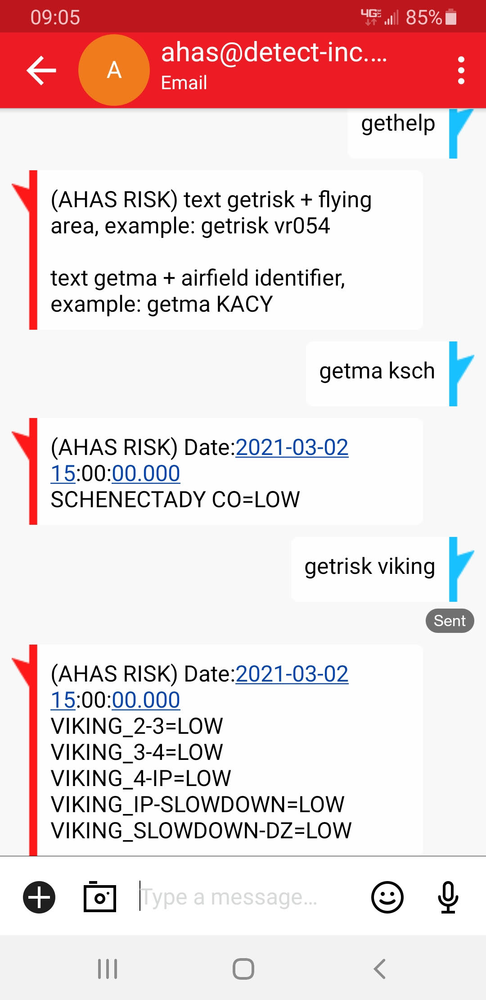 09:05
4G LTE 85%
ahas@detect-inc....
A
Email
gethelp
(AHAS RISK) text getrisk + flying
area, example: getrisk vr054
text getma + airfield identifier,
example: getma KACY
getma ksch
(AHAS RISK) Date:2021-03-02
15:00:00.000
SCHENECTADY CO=LOW
getrisk viking
Sent
(AHAS RISK) Date:2021-03-02
15:00:00.000
VIKING_2-3=LOW
VIKING_3-4=LOW
VIKING_4-IP=LOW
VIKING_IP-SLOWDOWN=LOW
VIKING_SLOWDOWN-DZ=LOW
Type a message...